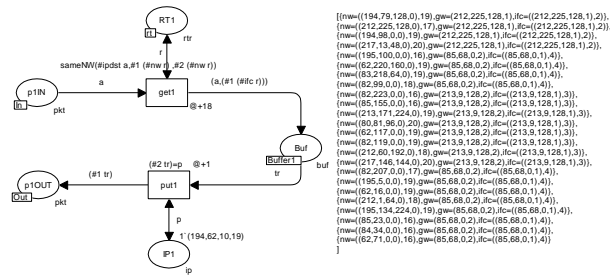 RT1
rt
rtr
r
sameNW(#ipdst a,#1 (#nw r) ,#2 (#nw r))
p1IN
In
pkt
a
get1
@+18
(a,(#1 (#ifc r)))
Buf
Buffer1
buf
tr
(#2 tr)=p
@+1
put1
(#1 tr)
p1OUT
Out
pkt
p
1`(194,62,10,19)
IP1
ip
[{nw=((194,79,128,0),19),gw=(212,225,128,1),ifc=((212,225,128,1),2)},
{nw=((212,225,128,0),17),gw=(212,225,128,1),ifc=((212,225,128,1),2)},
{nw=((194,98,0,0),19),gw=(212,225,128,1),ifc=((212,225,128,1),2)},
{nw=((217,13,48,0),20),gw=(212,225,128,1),ifc=((212,225,128,1),2)},
{nw=((195,100,0,0),16),gw=(85,68,0,2),ifc=((85,68,0,1),4)},
{nw=((62,220,160,0),19),gw=(85,68,0,2),ifc=((85,68,0,1),4)},
{nw=((83,218,64,0),19),gw=(85,68,0,2),ifc=((85,68,0,1),4)},
{nw=((82,99,0,0),18),gw=(85,68,0,2),ifc=((85,68,0,1),4)},
{nw=((82,223,0,0),16),gw=(213,9,128,2),ifc=((213,9,128,1),3)},
{nw=((85,155,0,0),16),gw=(213,9,128,2),ifc=((213,9,128,1),3)},
{nw=((213,171,224,0),19),gw=(213,9,128,2),ifc=((213,9,128,1),3)},
{nw=((80,81,96,0),20),gw=(213,9,128,2),ifc=((213,9,128,1),3)},
{nw=((62,117,0,0),16),gw=(213,9,128,2),ifc=((213,9,128,1),3)},
{nw=((82,119,0,0),19),gw=(213,9,128,2),ifc=((213,9,128,1),3)},
{nw=((212,60,192,0),18),gw=(213,9,128,2),ifc=((213,9,128,1),3)},
{nw=((217,146,144,0),20),gw=(213,9,128,2),ifc=((213,9,128,1),3)},
{nw=((82,207,0,0),17),gw=(85,68,0,2),ifc=((85,68,0,1),4)},
{nw=((195,5,0,0),19),gw=(85,68,0,2),ifc=((85,68,0,1),4)},
{nw=((62,16,0,0),19),gw=(85,68,0,2),ifc=((85,68,0,1),4)},
{nw=((212,1,64,0),18),gw=(85,68,0,2),ifc=((85,68,0,1),4)},
{nw=((195,134,224,0),19),gw=(85,68,0,2),ifc=((85,68,0,1),4)},
{nw=((85,23,0,0),16),gw=(85,68,0,2),ifc=((85,68,0,1),4)},
{nw=((84,34,0,0),16),gw=(85,68,0,2),ifc=((85,68,0,1),4)},
{nw=((62,71,0,0),16),gw=(85,68,0,2),ifc=((85,68,0,1),4)}
]